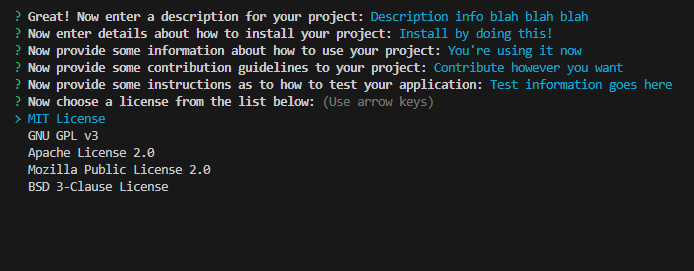 ? Great! Now enter a description for your project: Description info blah blah blah
? Now enter details about how to install your project: Install by doing this!
? Now provide some information about how to use your project: You're using it now
? Now provide some contribution guidelines to your project: Contribute however you want
? Now provide some instructions as to how to test your application: Test information goes here
? Now choose a license from the list below: (Use arrow keys)
> MIT License
GNU GPL v3
Apache License 2.0
Mozilla Public License 2.0
BSD 3-Clause License